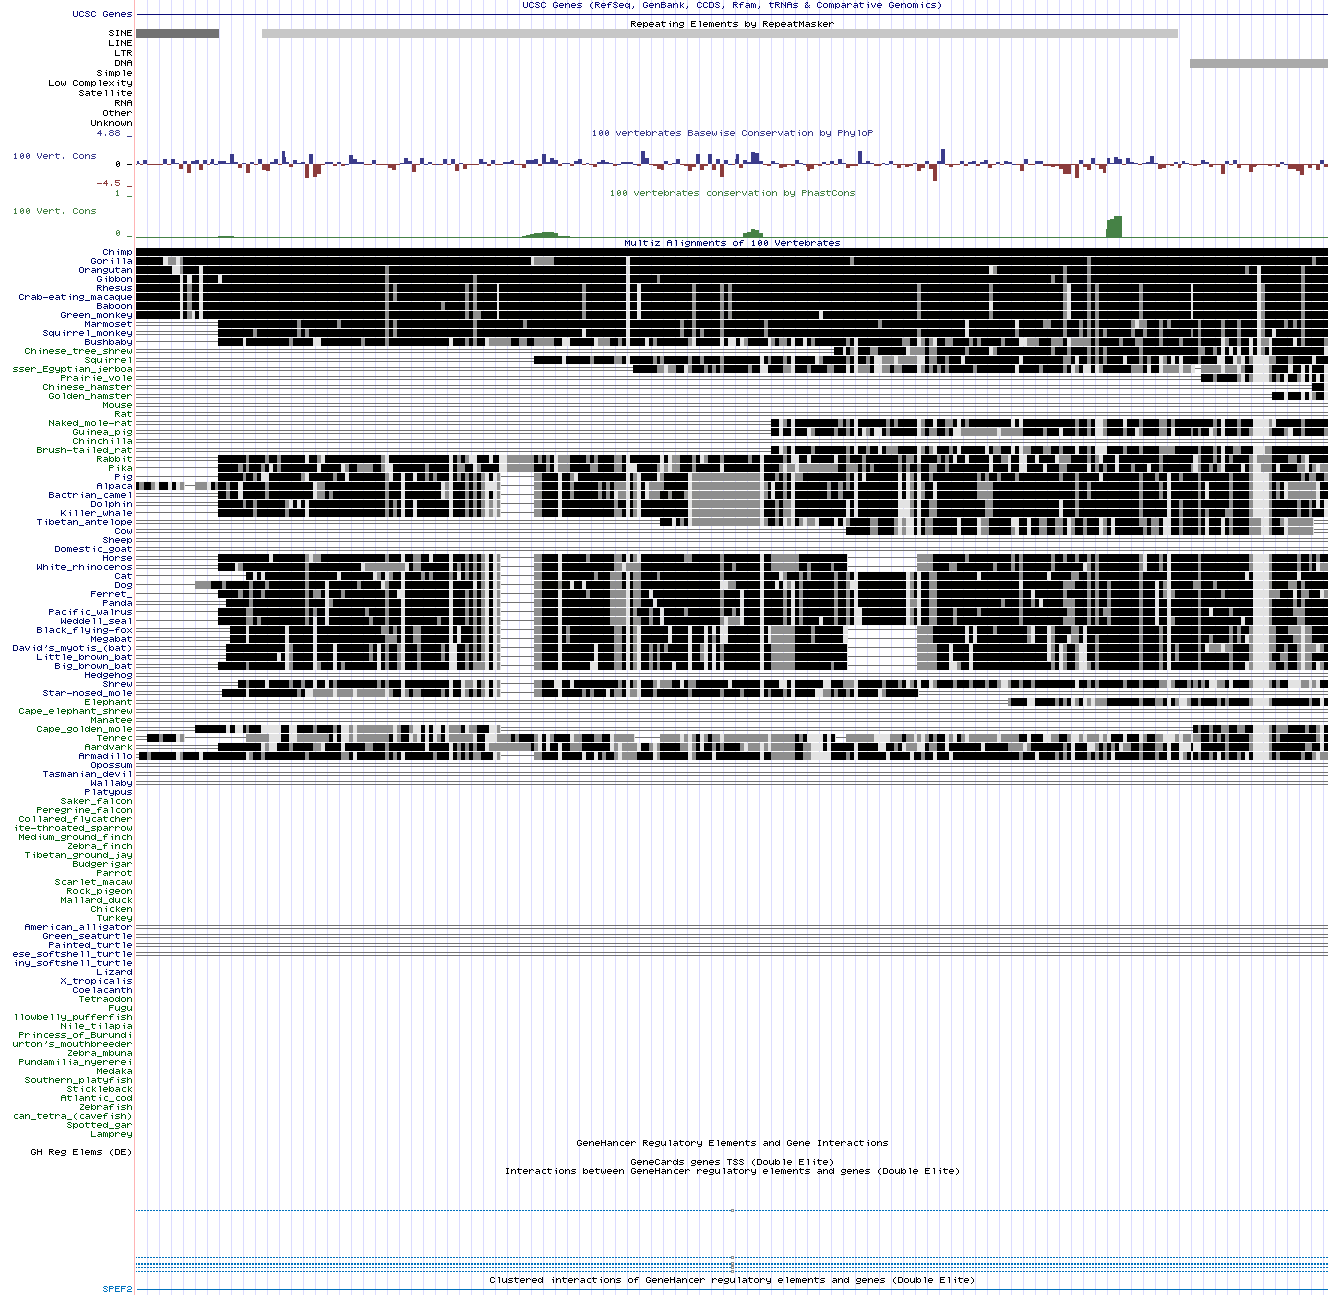 UCSC Genes (RefSeq, GenBank, CCDS, Rfam, tRNAs & Comparative Genomics)
UCSC Genes
Repeating Elements by RepeatMasker
SINE
LINE
LTR
DNA
Simple
Low Complexity
Satellite
RNA
Other
Unknown
4.88 _
100 vertebrates Basewise Conservation by PhyloP
100 Vert. Cons
0 -
-4.5 _
1 _
100 vertebrates conservation by PhastCons
100 Vert. Cons
0 _
Multiz Alignments of 100 Vertebrates
Chimp
Gorilla
Orangutan
Gibbon
Rhesus
Crab-eating_macaque
Baboon
Green_monkey
Marmoset
Squirrel_monkey
Bushbaby
Chinese_tree_shrew
Squirrel
sser_Egyptian_jerboa
Prairie_vole
Chinese_hamster
Golden_hamster
Mouse
Rat
Naked_mole-rat
Guinea_pig
Chinchilla
Brush-tailed_rat
Rabbit
Pika
Pig
Alpaca
Bactrian_camel
Dolphin
Killer_whale
Tibetan_antelope
Cow
Sheep
Domestic_goat
Horse
White_rhinoceros
Cat
Dog
Ferret_
Panda
Pacific_walrus
Weddell_seal
Black_flying-fox
Megabat
David's_myotis_(bat)
Little_brown_bat
Big_brown_bat
Hedgehog
Shrew
Star-nosed_mole
Elephant
Cape_elephant_shrew
Manatee
Cape_golden_mole
Tenrec
Aardvark
Armadillo
Opossum
Tasmanian_devil
Wallaby
Platypus
Saker_falcon
Peregrine_falcon
Collared_flycatcher
ite-throated_sparrow
Medium_ground_finch
Zebra_finch
Tibetan_ground_jay
Budgerigar
Parrot
Scarlet_macaw
Rock_pigeon
Mallard_duck
Chicken
Turkey
American_alligator
Green_seaturtle
Painted_turtle
ese_softshell_turtle
iny_softshell_turtle
Lizard
X_tropicalis
Coelacanth
Tetraodon
Fugu
llowbelly_pufferfish
Nile_tilapia
Princess_of_Burundi
urton's_mouthbreeder
Zebra_mbuna
Pundamilia_nyererei
Medaka
Southern_platyfish
Stickleback
Atlantic_cod
Zebrafish
can_tetra_(cavefish)
Spotted_gar
Lamprey
GeneHancer Regulatory Elements and Gene Interactions
GH Reg Elems (DE)
GeneCards genes TSS (Double Elite)
Interactions between GeneHancer regulatory elements and genes (Double Elite)
Clustered interactions of GeneHancer regulatory elements and genes (Double Elite)
SPEF2